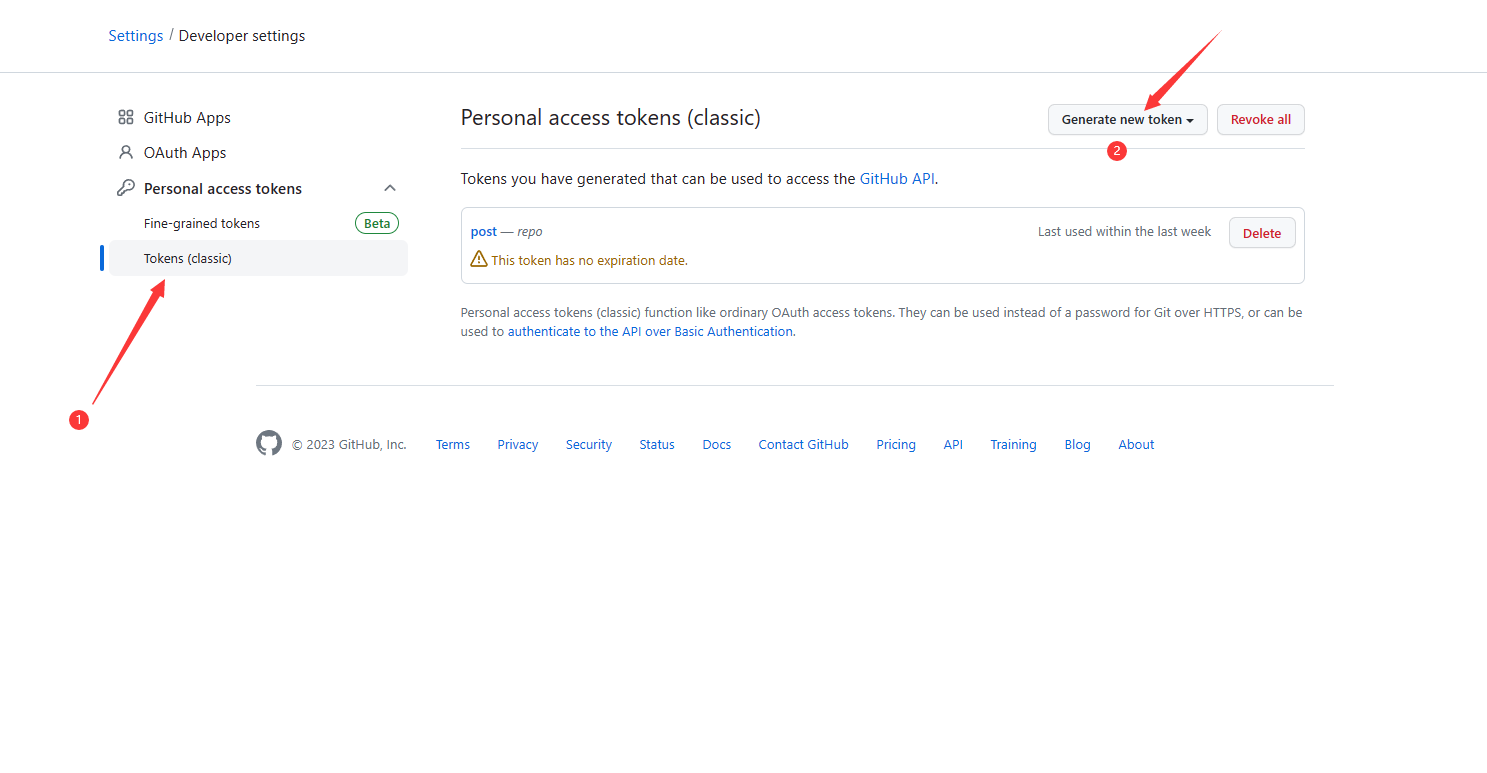 Settings / Developer settings
GitHub Apps
OAuth Apps
Personal access tokens
Fine-grained tokens Beta
Tokens (classic)
1
Personal access tokens (classic)
Generate new token
Revoke all
2
Tokens you have generated that can be used to access the GitHub API.
post — repo
Last used within the last week
Delete
This token has no expiration date.
Personal access tokens (classic) function like ordinary OAuth access tokens. They can be used instead of a password for Git over HTTPS, or can be
used to authenticate to the API over Basic Authentication.
© 2023 GitHub, Inc. Terms Privacy Security Status Docs Contact GitHub Pricing API Training Blog About